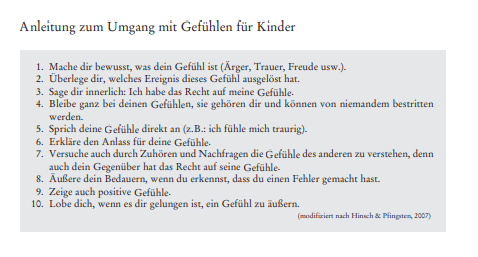 Anleitung zum Umgang mit Gefühlen für Kinder
1. Mache dir bewusst, was dein Gefühl ist (Ärger, Trauer, Freude usw.).
2. Überlege dir, welches Ereignis dieses Gefühl ausgelöst hat.
3. Sage dir innerlich: Ich habe das Recht auf meine Gefühle.
4. Bleibe ganz bei deinen Gefühlen, sie gehören dir und können von niemandem bestritten
werden.
5. Sprich deine Gefühle direkt an (z.B.: ich fühle mich traurig).
6. Erkläre den Anlass für deine Gefühle.
7. Versuche auch durch Zuhören und Nachfragen die Gefühle des anderen zu verstehen, denn
auch dein Gegenüber hat das Recht auf seine Gefühle.
8. Äußere dein Bedauern, wenn du erkennst, dass du einen Fehler gemacht hast.
9. Zeige auch positive Gefühle.
10. Lobe dich, wenn es dir gelungen ist, ein Gefühl zu äußern.
(modifiziert nach Hinsch & Pfingsten, 2007)